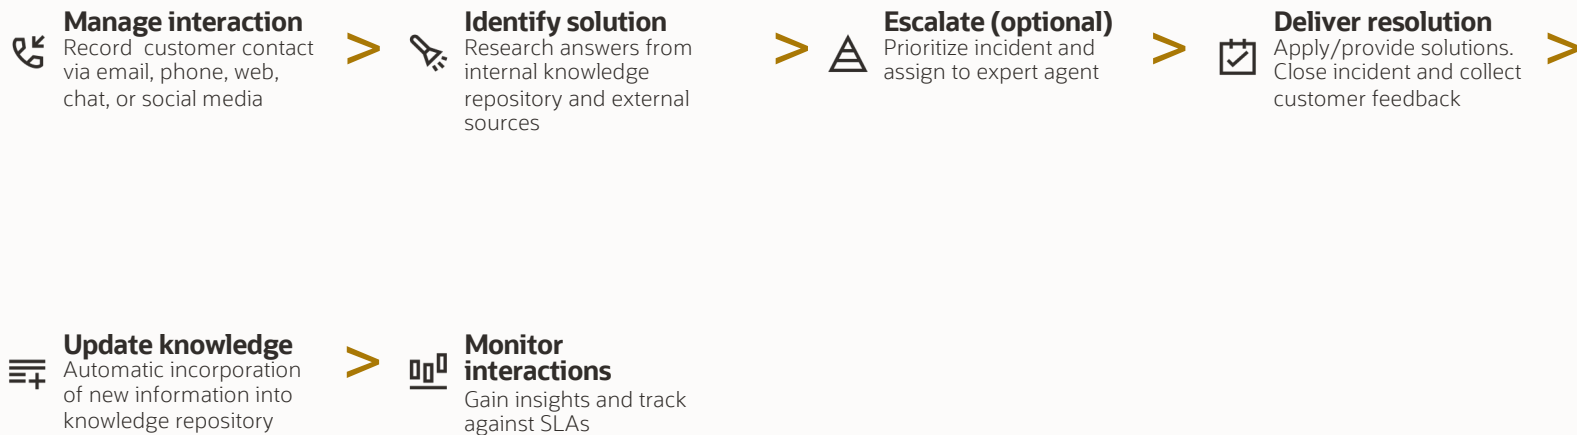 Manage interaction
Record  customer contact
via email, phone, web,
chat, or social media
>
Identify solution
Research answers from
internal knowledge
repository and external
sources
>
Escalate (optional)
Prioritize incident and
assign to expert agent
>
Deliver resolution
Apply/provide solutions.
Close incident and collect
customer feedback
>
Update knowledge
Automatic incorporation
of new information into
knowledge repository
>
Monitor
interactions
Gain insights and track
against SLAs